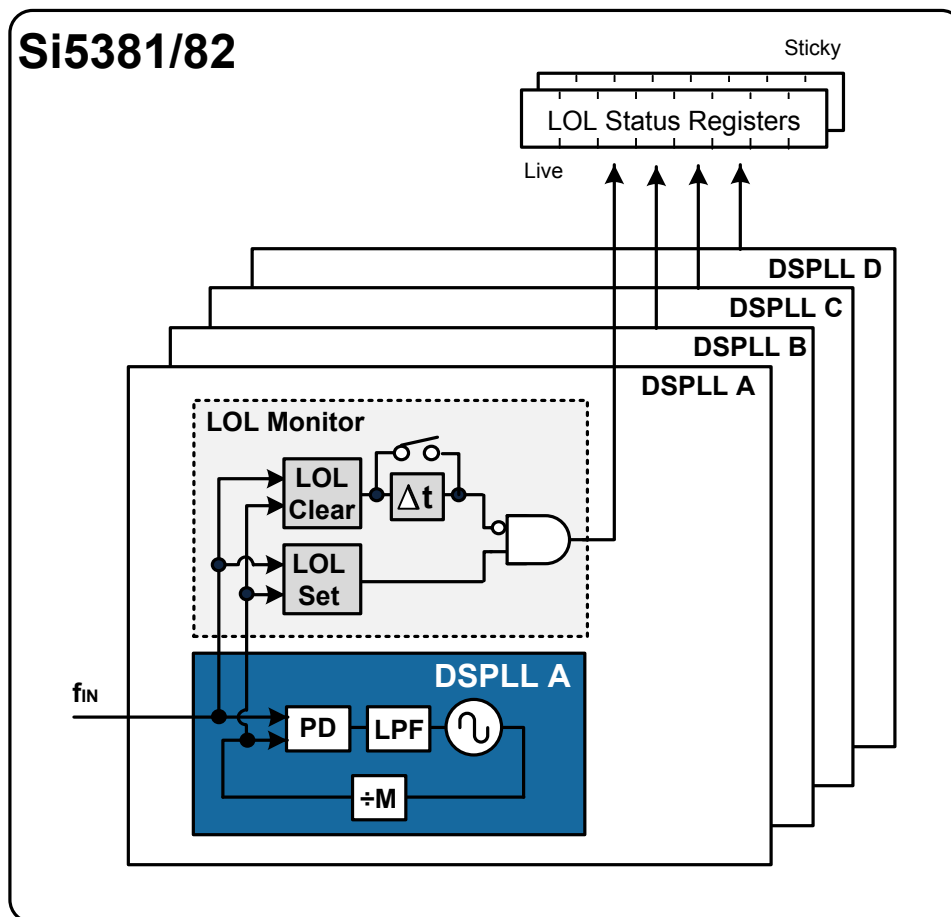 Si5381/82
Sticky
LOL Status Registers
Live
DSPLL D
DSPLL C
DSPLL B
DSPLL A
LOL Monitor
LOL
Clear
Δt
LOL
Set
DSPLL A
fIN
PD
LPF
÷M